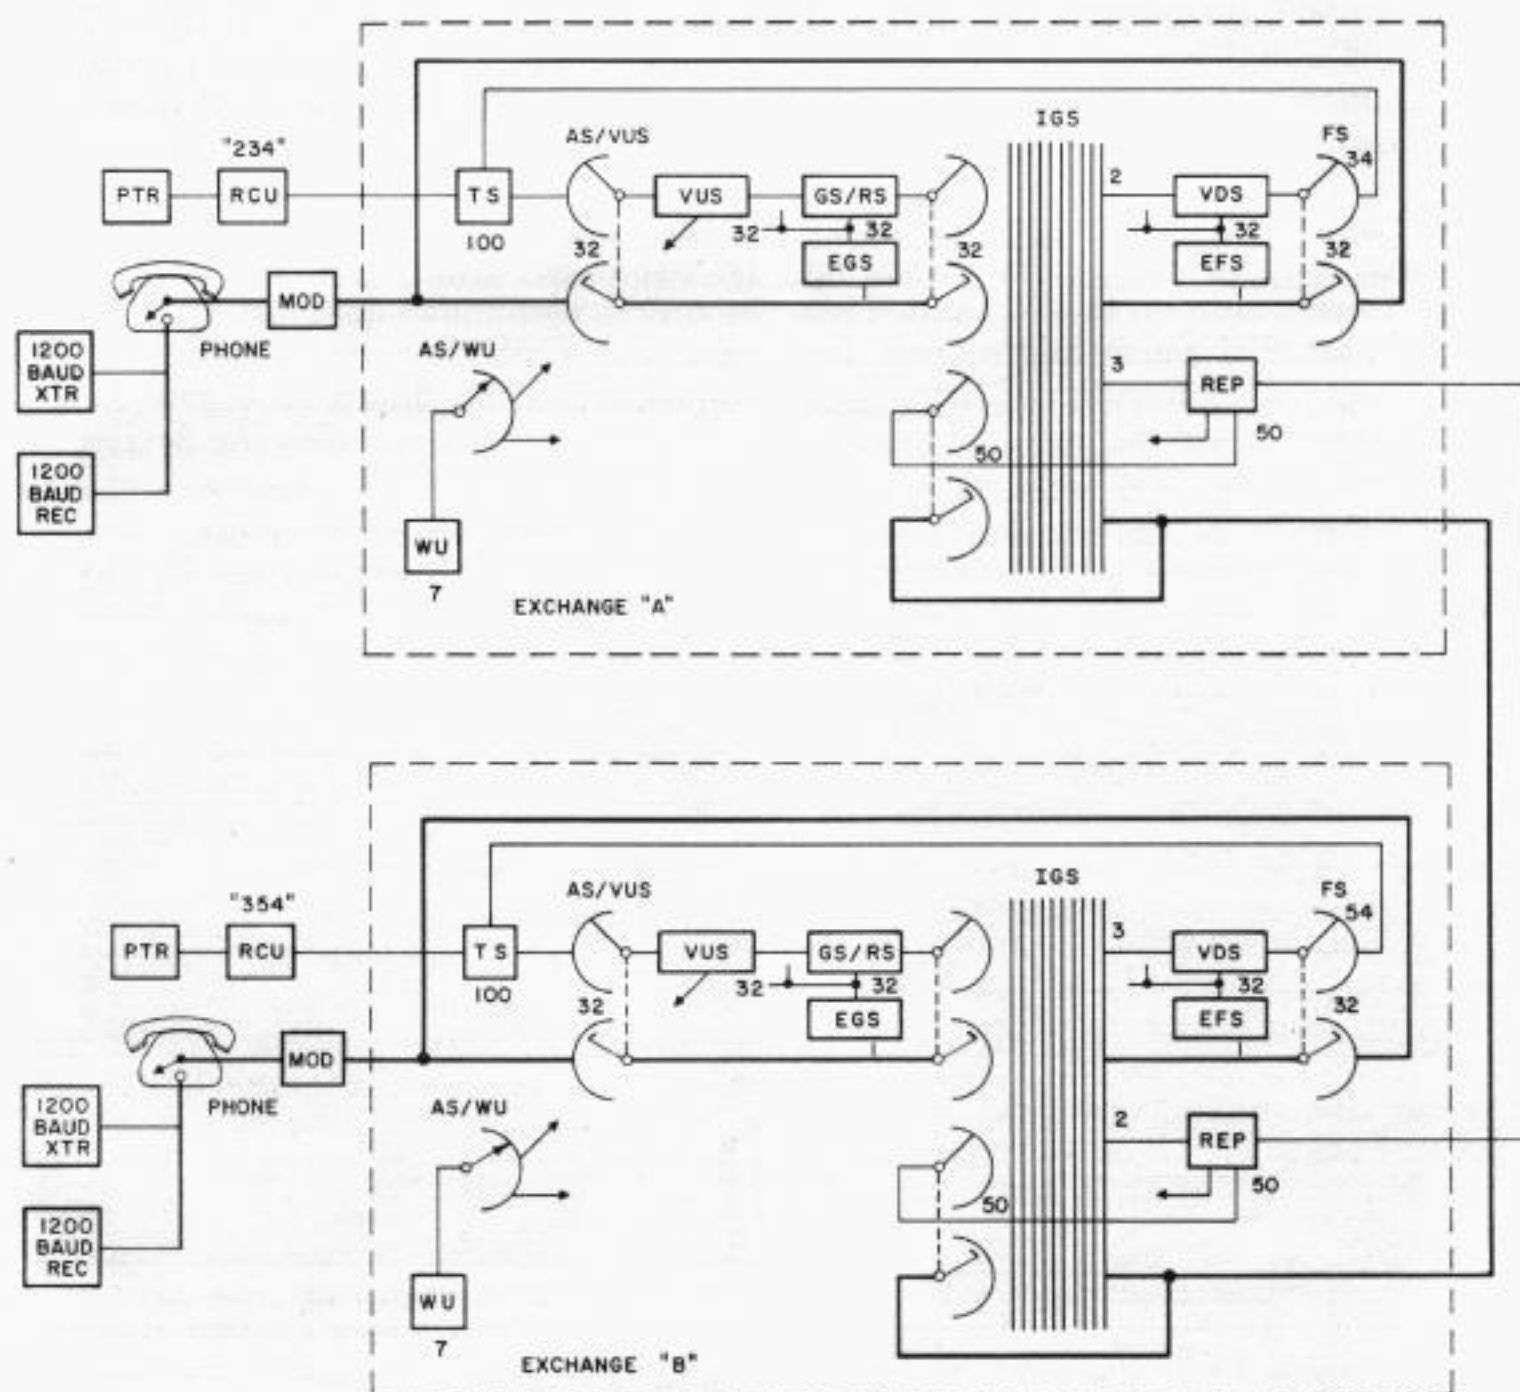 IGS
AS/VUS
FS
"234"
34
PTR
RCU
TS
VUS
GS/RS
2
VDS
100
32
32
32
32
EGS
32
EFS
32
32
MOD
PHONE
1200
BAUD
XTR
AS/WU
3
REP
50
50
1200
BAUD
REC
WU
7
EXCHANGE "A"
IGS
AS/VUS
FS
"354"
54
PTR
RCU
TS
VUS
GS/RS
3
VDS
100
32
32
32
EGS
32
EFS
32
MOD
PHONE
1200
BAUD
XTR
AS/WU
2
REP
50
50
1200
BAUD
REC
WU
7
EXCHANGE "B"